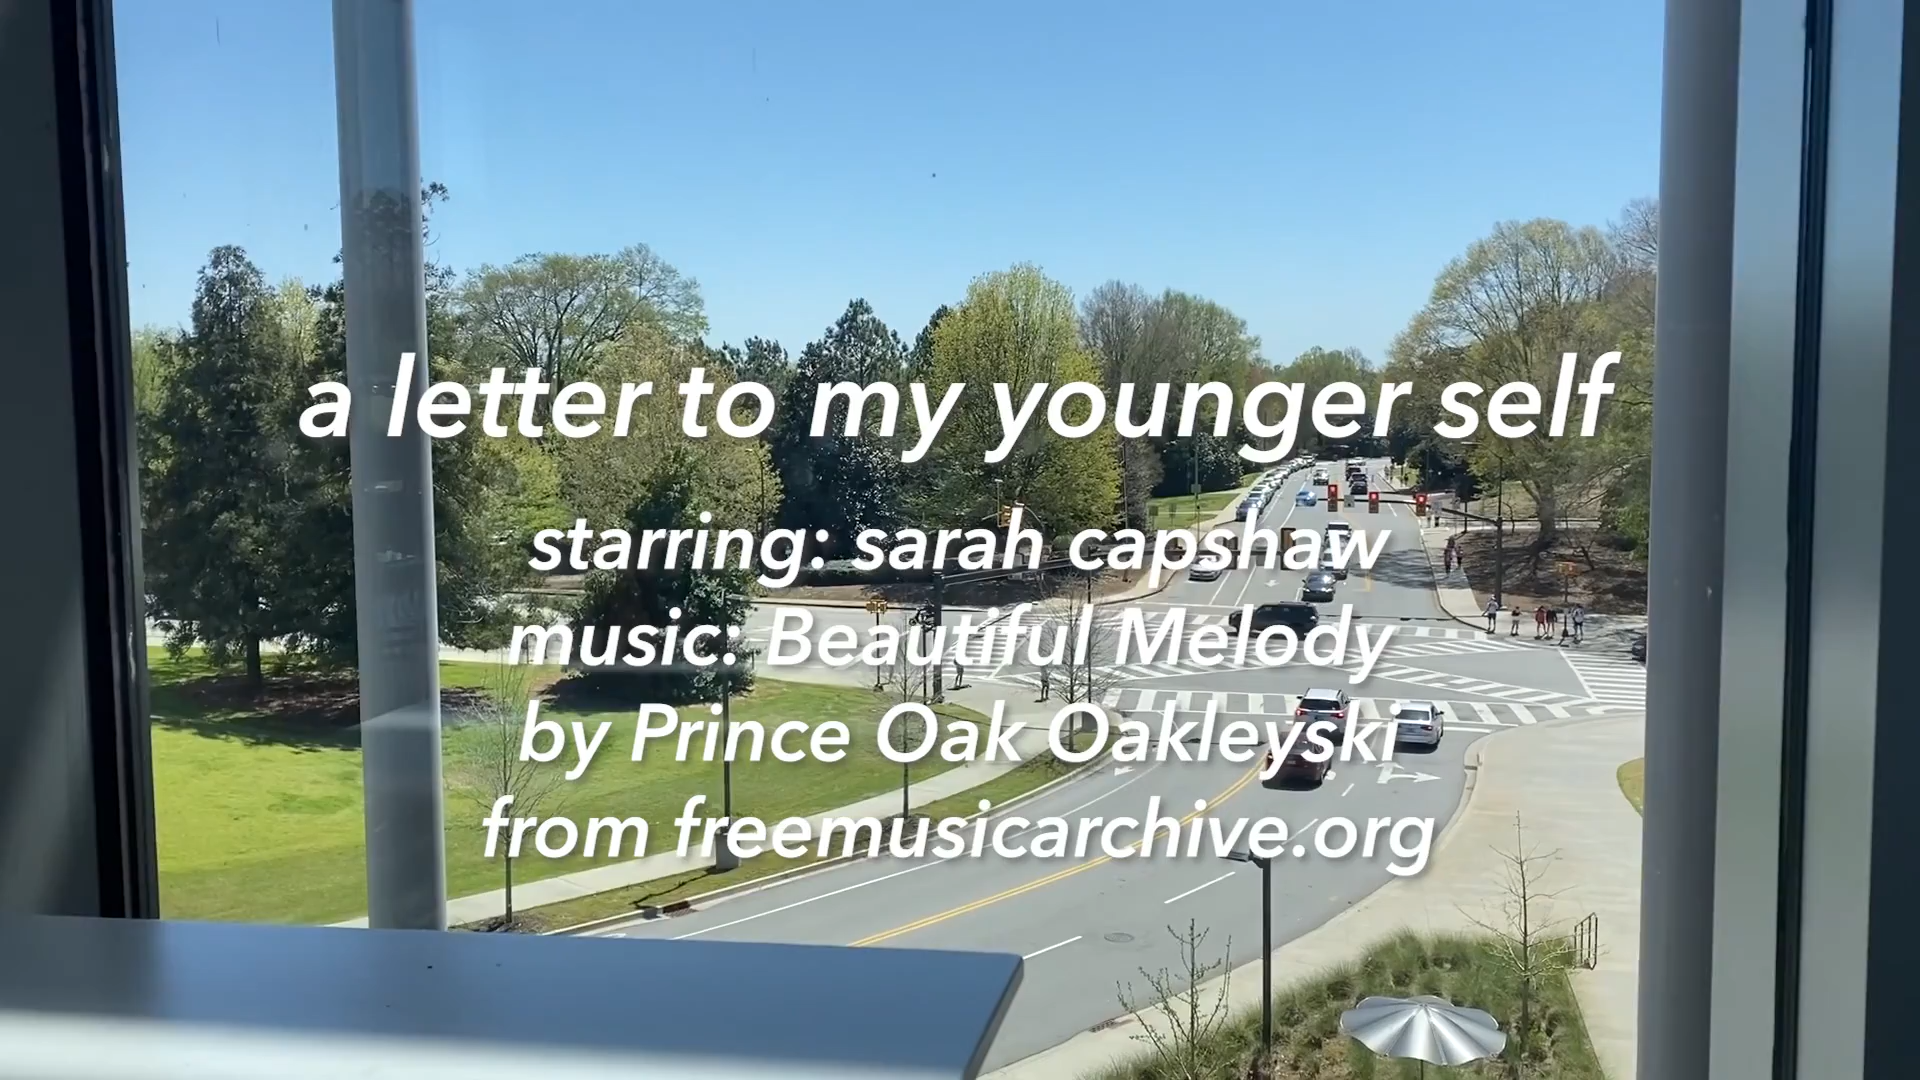 a letter to my younger self
starring: sarah capshaw
music: Beautiful Melody
by Prince Oak Oakleyski
from freemusicarchive.org